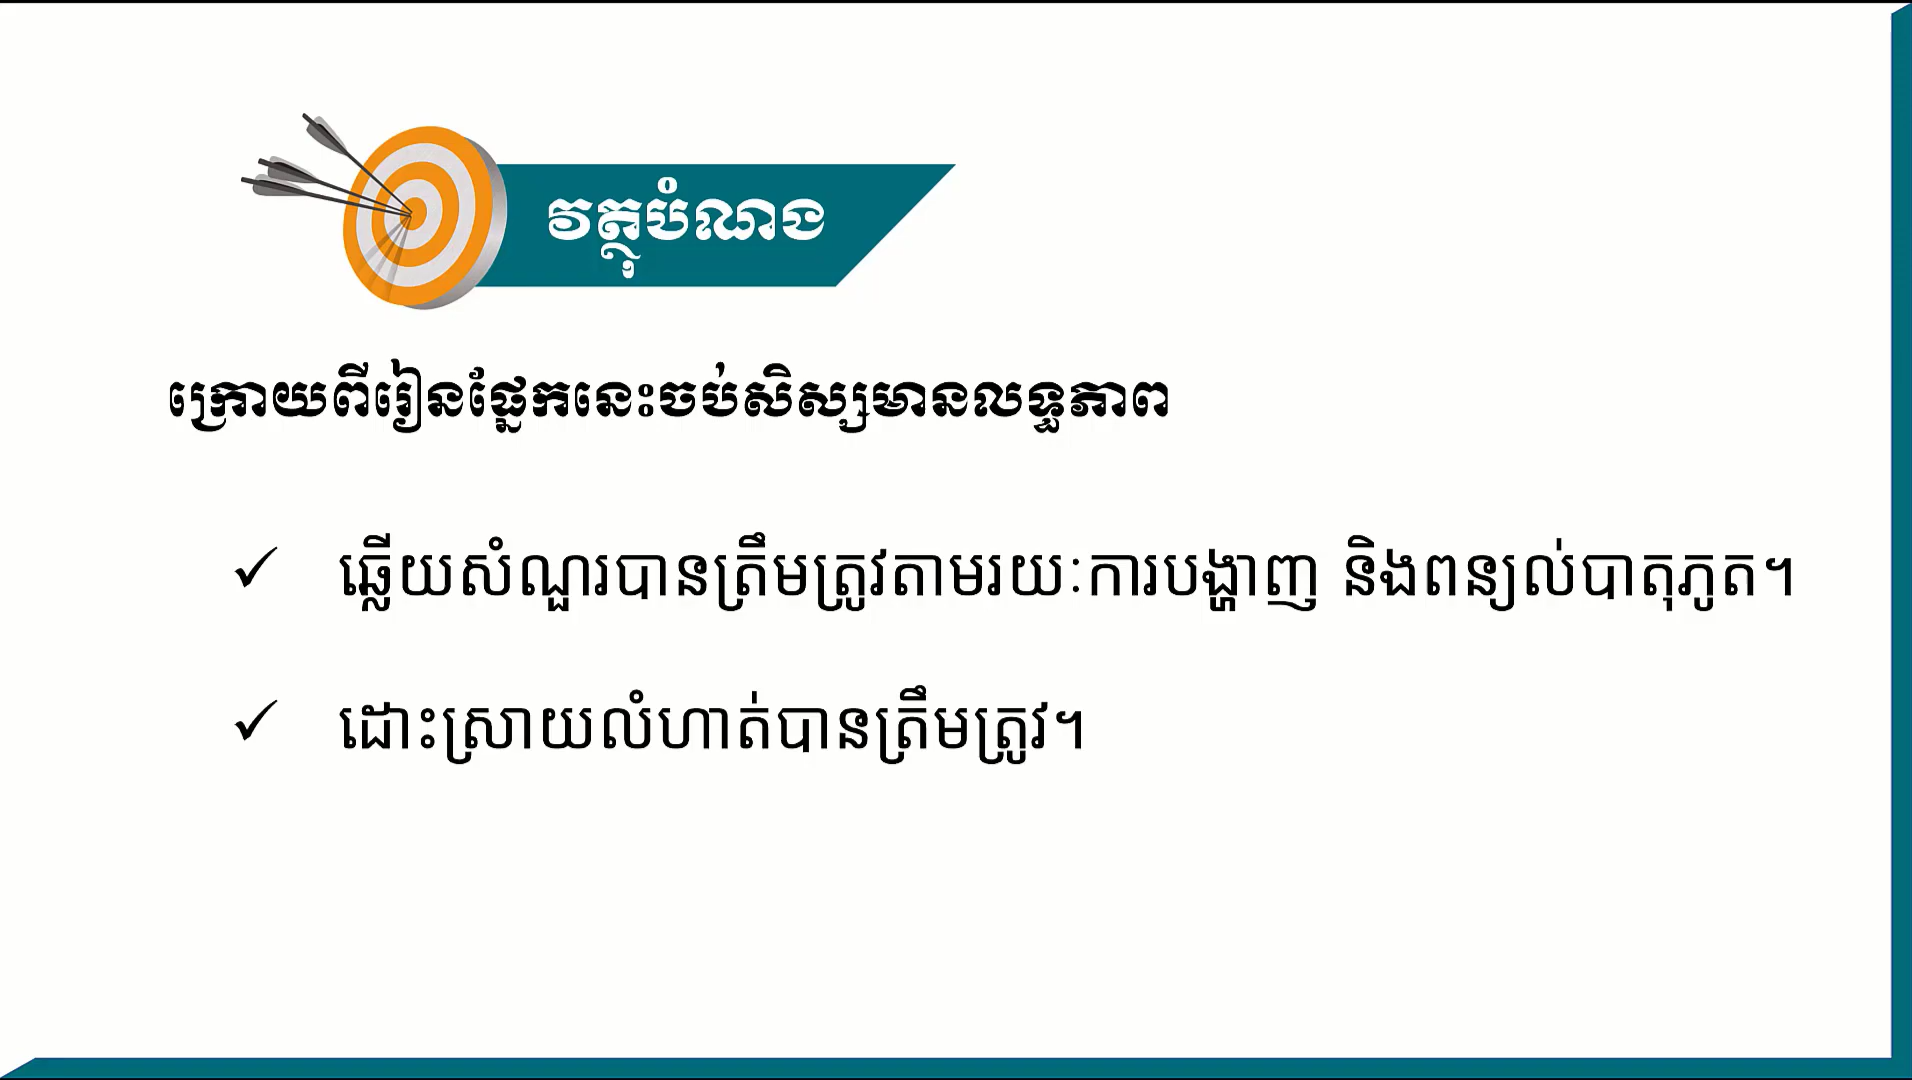 វត្ថុបំណង
ក្រោយពីរៀនផ្នែកនេះចប់សិស្សមានលទ្ធភាព
✓ ឆ្លើយសំណួរបានត្រឹមត្រូវតាមរយៈការបង្ហាញ និងពន្យល់បាតុភូត។
✓ ដោះស្រាយលំហាត់បានត្រឹមត្រូវ។